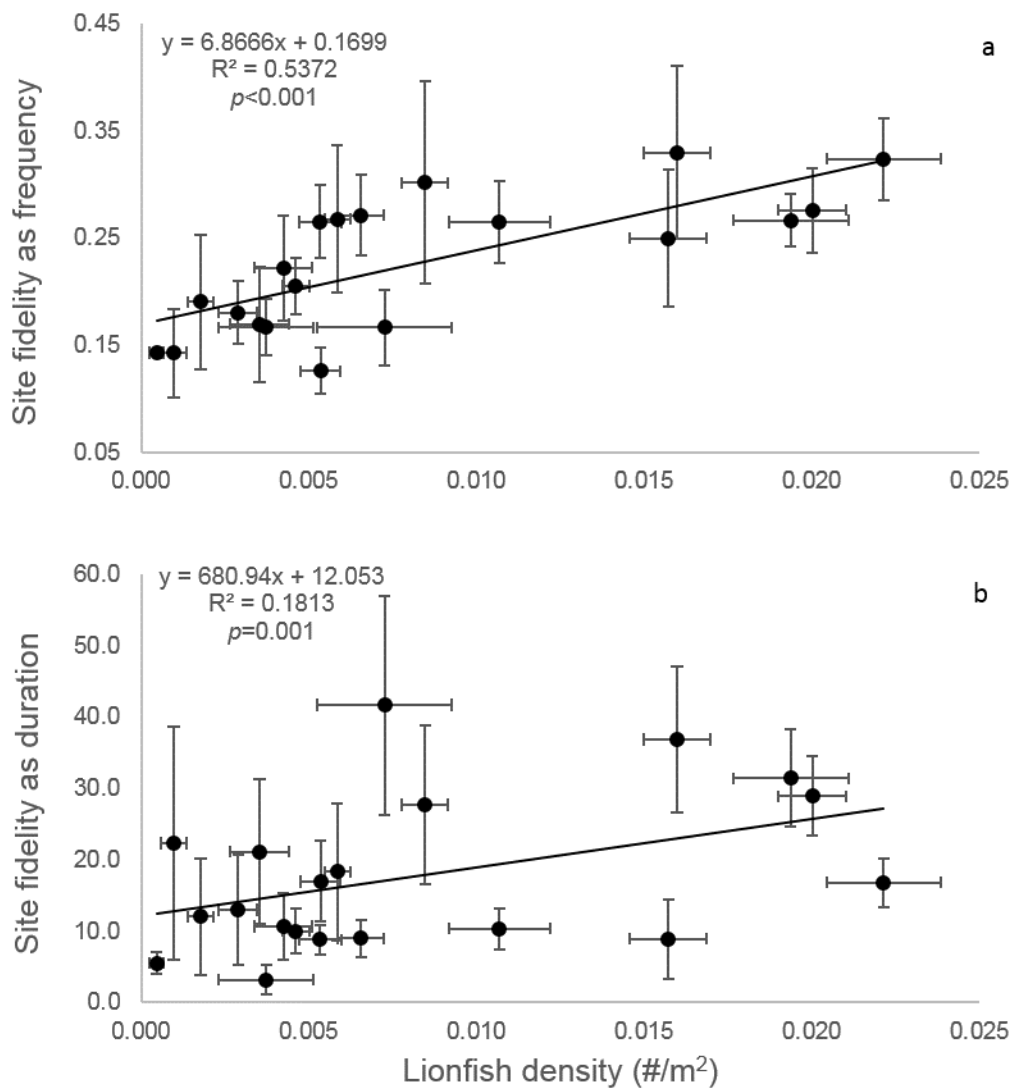 0.45
0.35
0.25
0.15
0.05
Site fidelity as frequency
y = 6.8666x + 0.1699
R² = 0.5372
p<0.001
a
0.000 0.005 0.010 0.015 0.020 0.025
60.0
50.0
40.0
30.0
20.0
10.0
0.0
Site fidelity as duration
y = 680.94x + 12.053
R² = 0.1813
p=0.001
b
0.000 0.005 0.010 0.015 0.020 0.025
Lionfish density (#/m²)